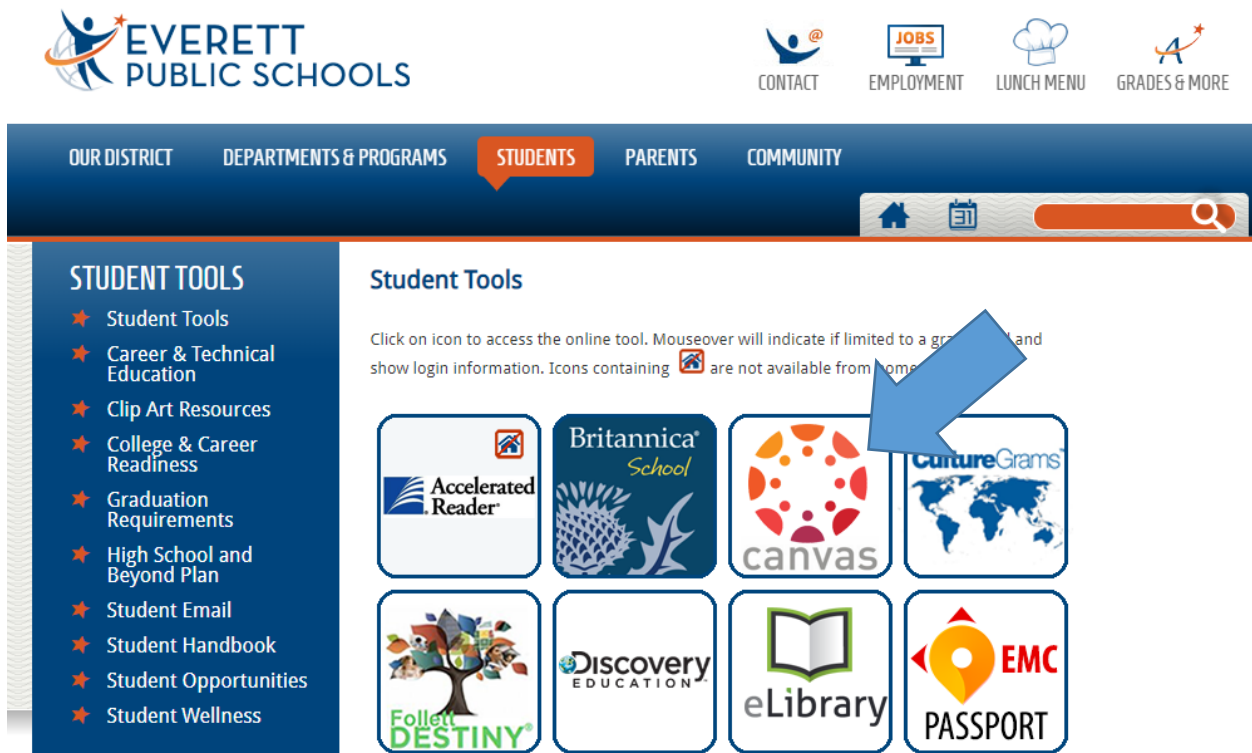 EVERETT
PUBLIC SCHOOLS
@
CONTACT
JOBS
EMPLOYMENT
LUNCH MENU
A
GRADES & MORE
OUR DISTRICT
DEPARTMENTS & PROGRAMS
STUDENTS
PARENTS
COMMUNITY
31
STUDENT TOOLS
Student Tools
Career & Technical
Education
Clip Art Resources
College & Career
Readiness
Graduation
Requirements
High School and
Beyond Plan
Student Email
Student Handbook
Student Opportunities
Student Wellness
Student Tools
Click on icon to access the online tool. Mouseover will indicate if limited to a and
show login information. Icons containing are not available from
Accelerated
Reader
Britannica®
School
canvas
CultureGrams™
Follett
DESTINY®
Discovery
EDUCATION
eLibrary
EMC
PASSPORT